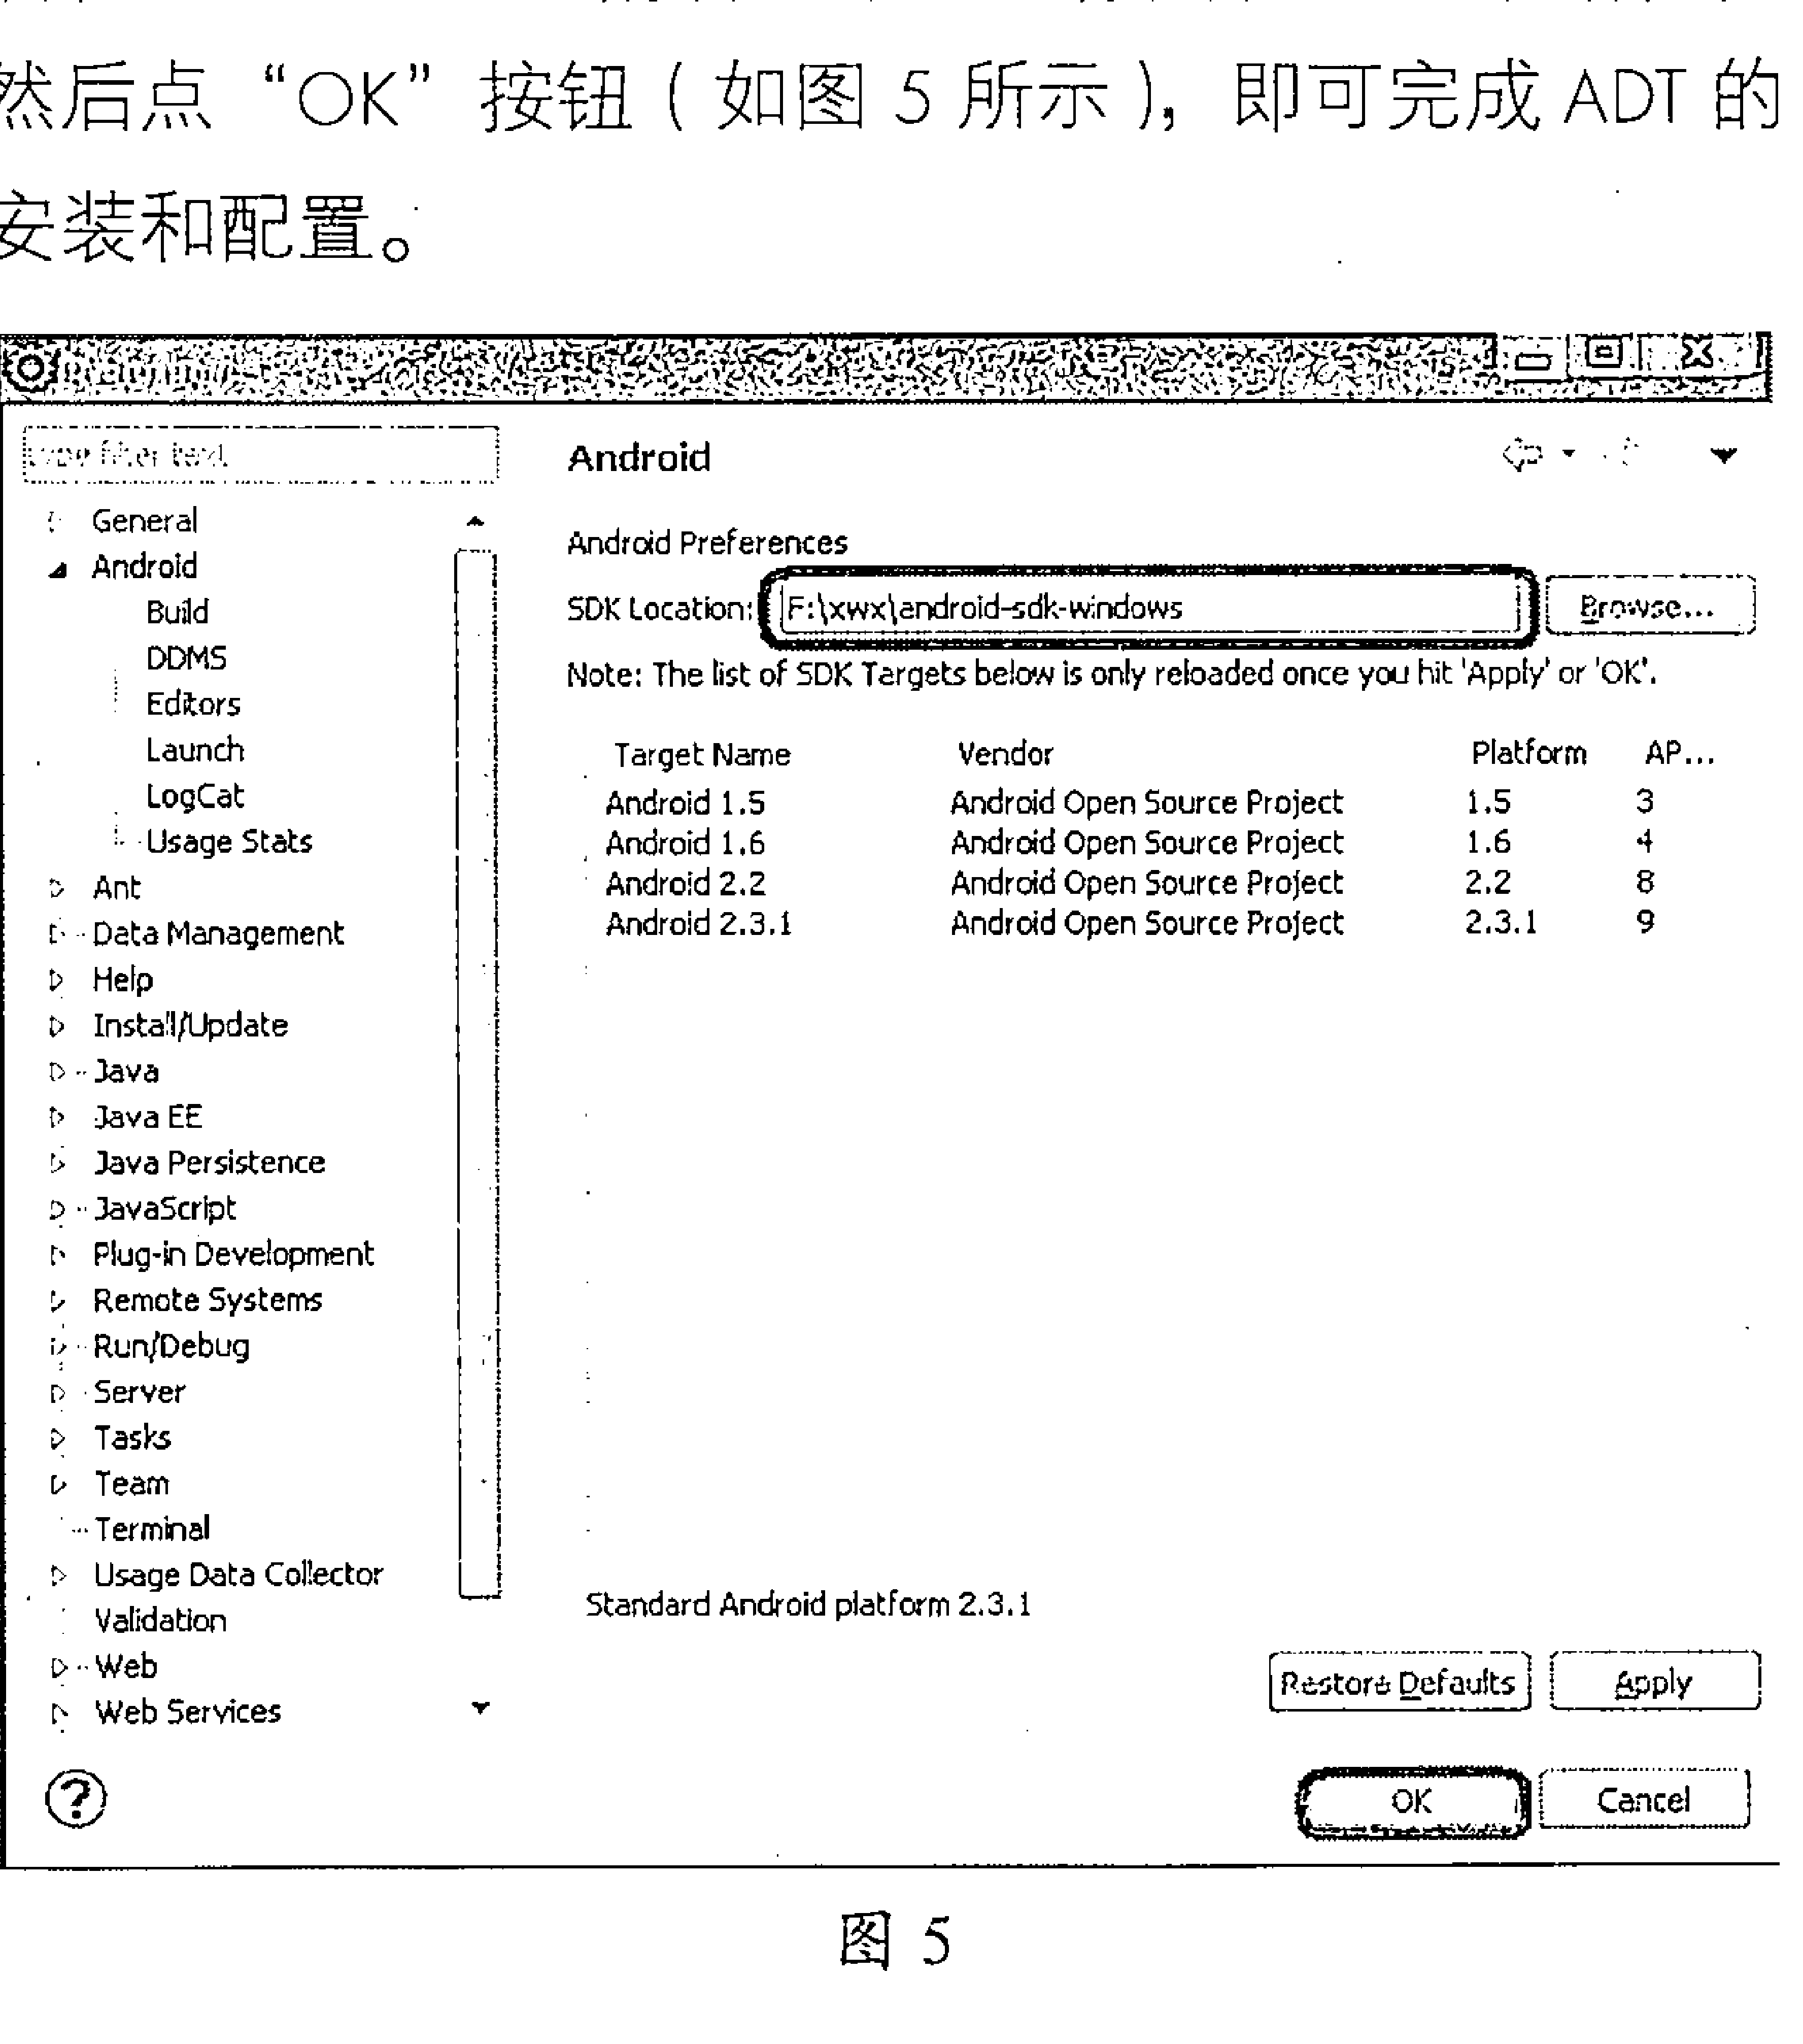 然后点“OK”按钮(如图 5 所示)，即可完成 ADT 的
安装和配置。
type filter text
General
Android
Build
DDMS
Editors
Launch
LogCat
Usage Stats
Ant
Data Management
Help
Install/Update
Java
Java EE
Java Persistence
JavaScript
Plug-in Development
Remote Systems
Run/Debug
Server
Tasks
Team
Terminal
Usage Data Collector
Validation
Web
Web Services
Android
Android Preferences
SDK Location: F:\xwx\android-sdk-windows Browse...
Note: The list of SDK Targets below is only reloaded once you hit 'Apply' or 'OK'.
Target Name Vendor Platform AP...
Android 1.5 Android Open Source Project 1.5 3
Android 1.6 Android Open Source Project 1.6 4
Android 2.2 Android Open Source Project 2.2 8
Android 2.3.1 Android Open Source Project 2.3.1 9
Standard Android platform 2.3.1
Restore Defaults Apply
OK Cancel
图 5